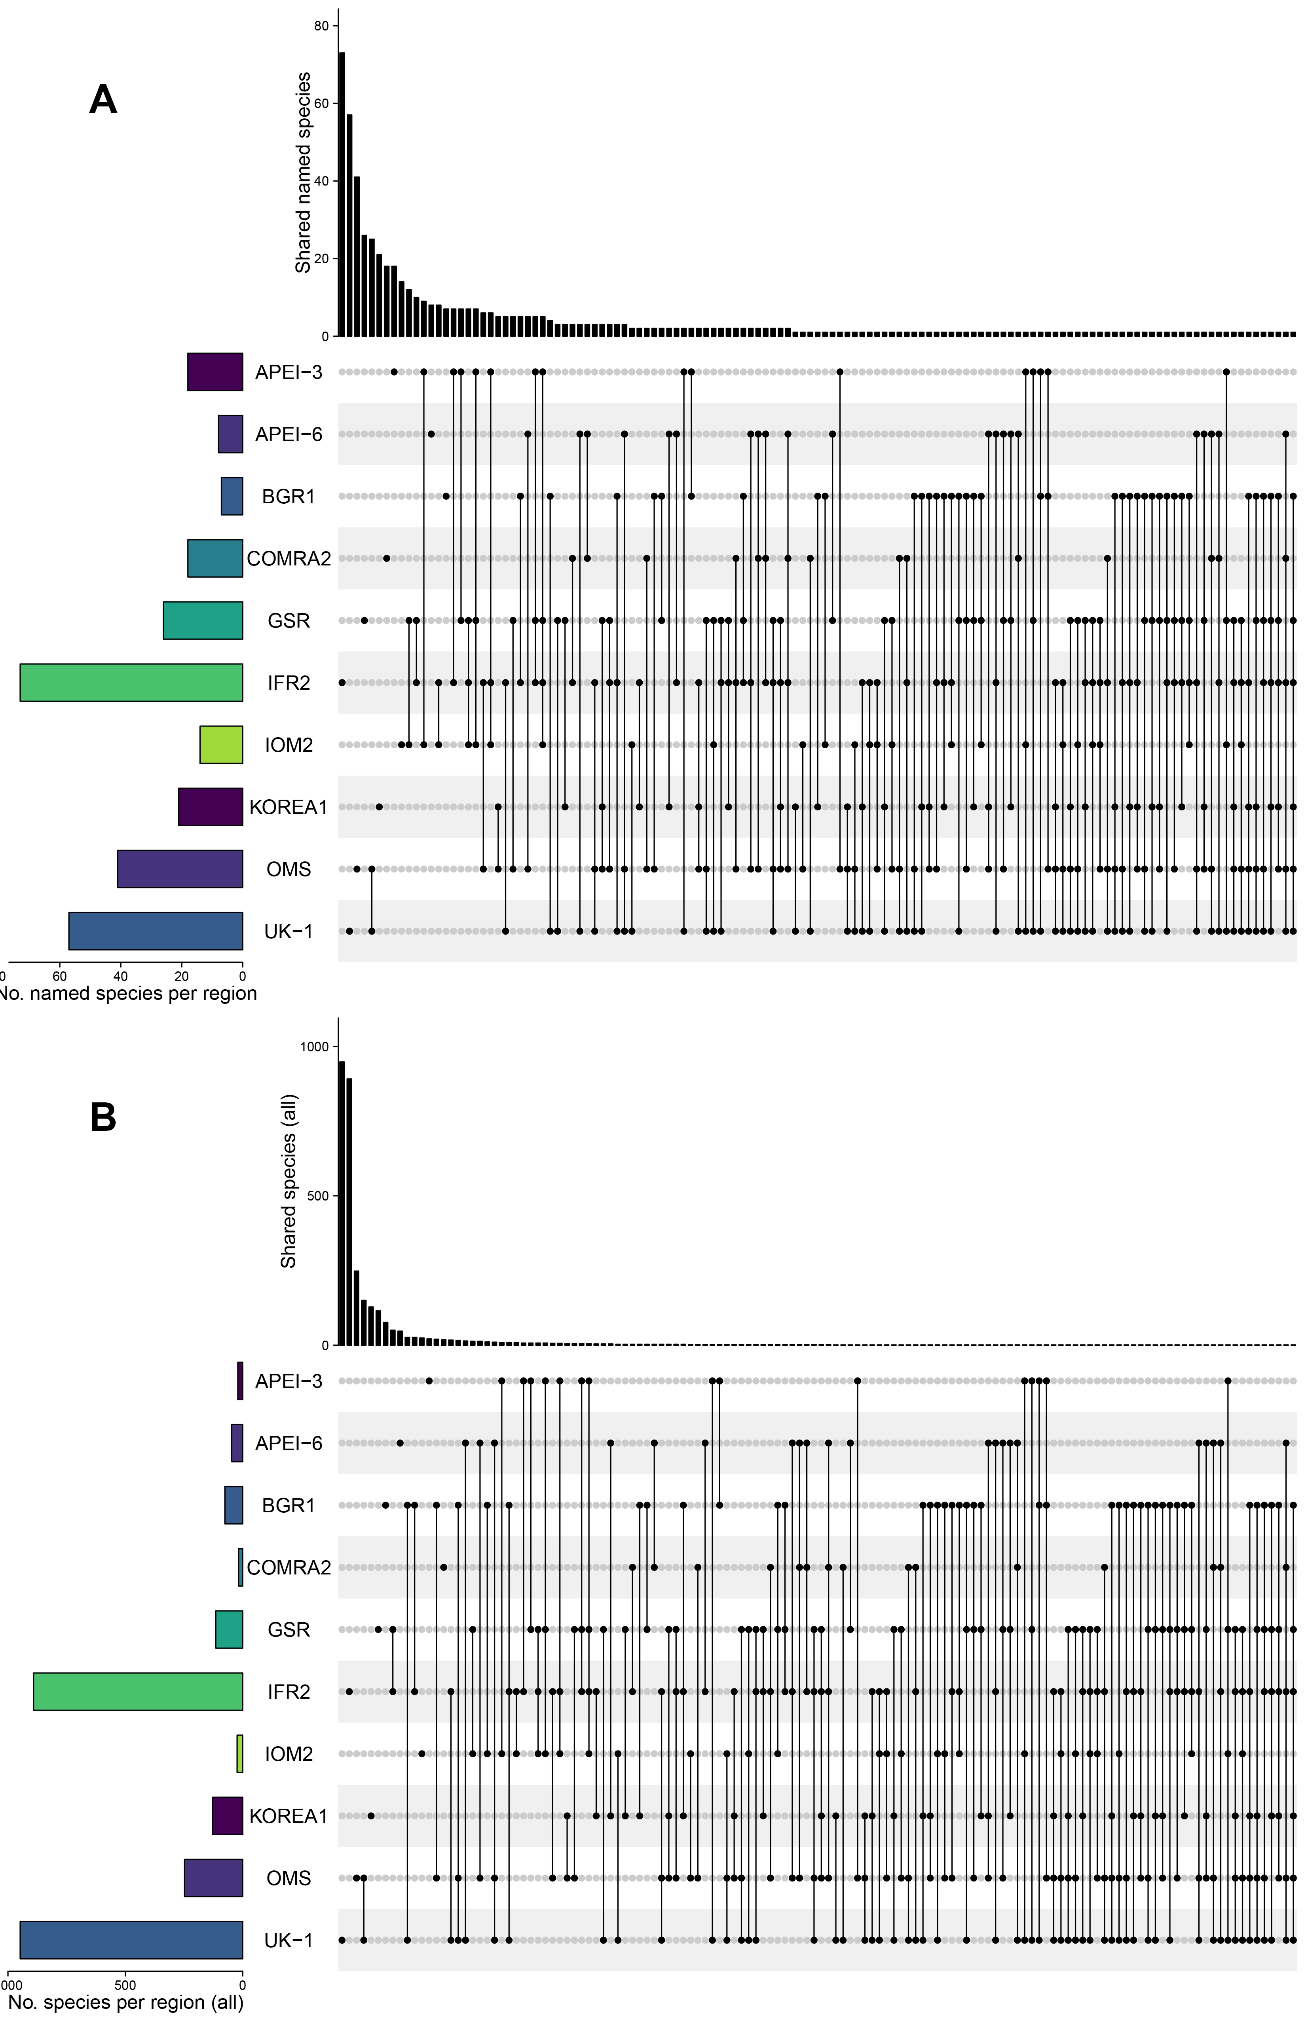 A
Shared named species
80
60
40
20
0
APEI−3
APEI−6
BGR1
COMRA2
GSR
IFR2
IOM2
KOREA1
OMS
UK−1
0 60 40 20 0
No. named species per region
B
Shared species (all)
1000
500
0
APEI−3
APEI−6
BGR1
COMRA2
GSR
IFR2
IOM2
KOREA1
OMS
UK−1
000 500 0
No. species per region (all)